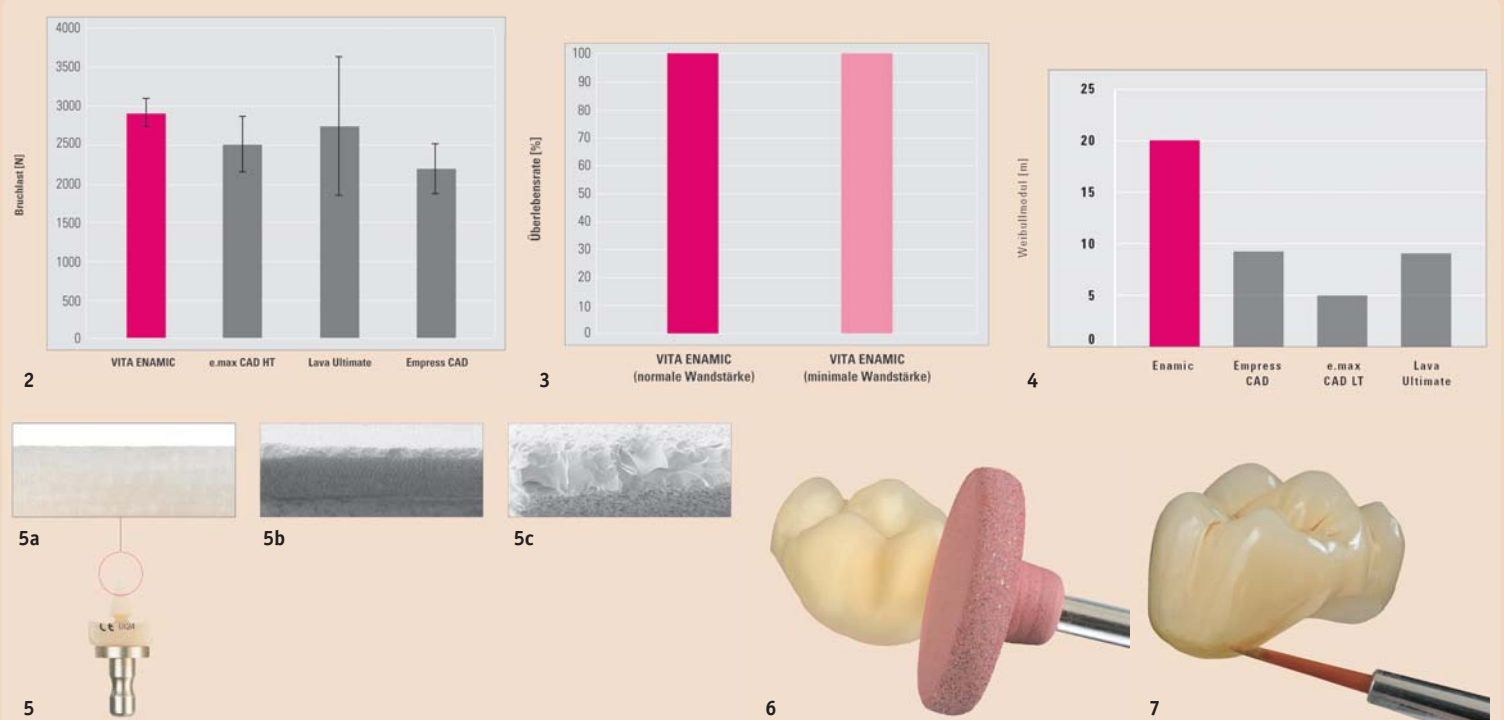 4000
3500
3000
2500
2000
1500
1000
500
0
Bruchlast [N]
VITA ENAMIC e.max CAD HT Lava Ultimate Empress CAD
2
100
90
80
70
60
50
40
30
20
10
0
Überlebensrate [%]
VITA ENAMIC
(normale Wandstärke)
VITA ENAMIC
(minimale Wandstärke)
3
25
20
15
10
5
0
Weibullmodul [m]
Enamic
Empress
CAD
e.max
CAD LT
Lava
Ultimate
4
5a
5b
5c
CE
5
6
7